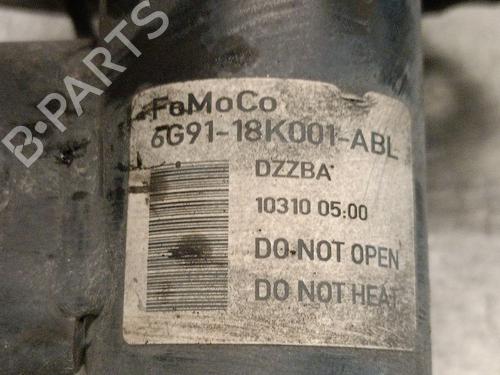 B-PARTS
FoMoCo
6G91-18K001-ABL
DZZBA
10310 05:00
DO NOT OPEN
DO NOT HEAT